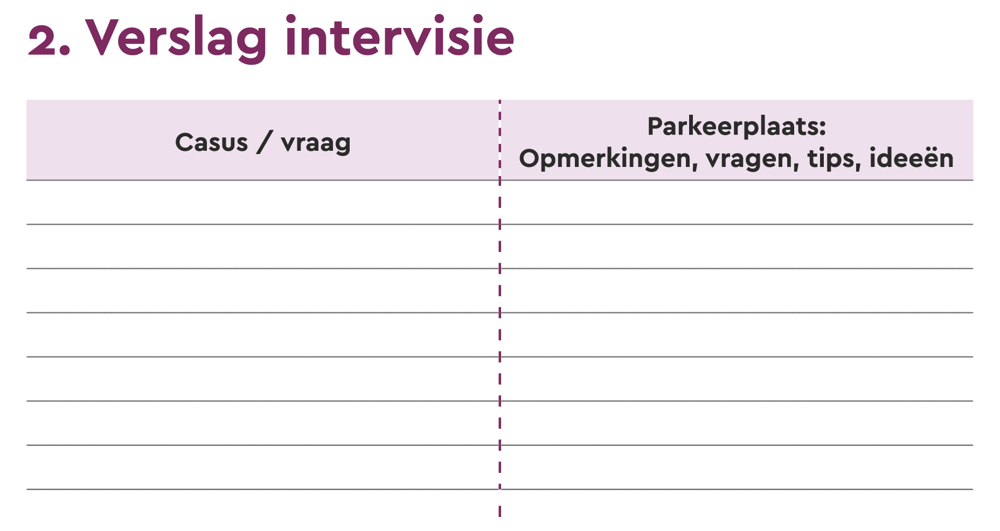 2. Verslag intervisie
Casus / vraag
Parkeerplaats:
Opmerkingen, vragen, tips, ideeën